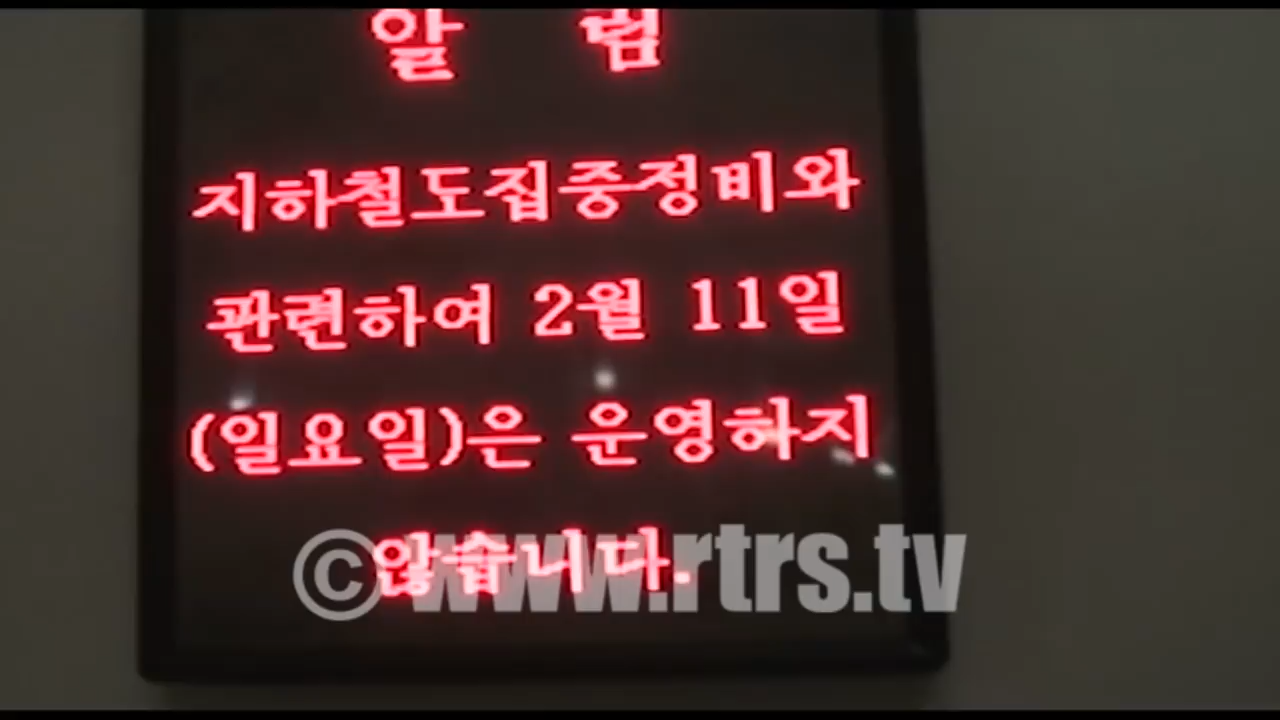 알 림
지하철도집중정비와
관련하여 2월 11일
(일요일)은 운영하지
않습니다.
©www.rtrs.tv